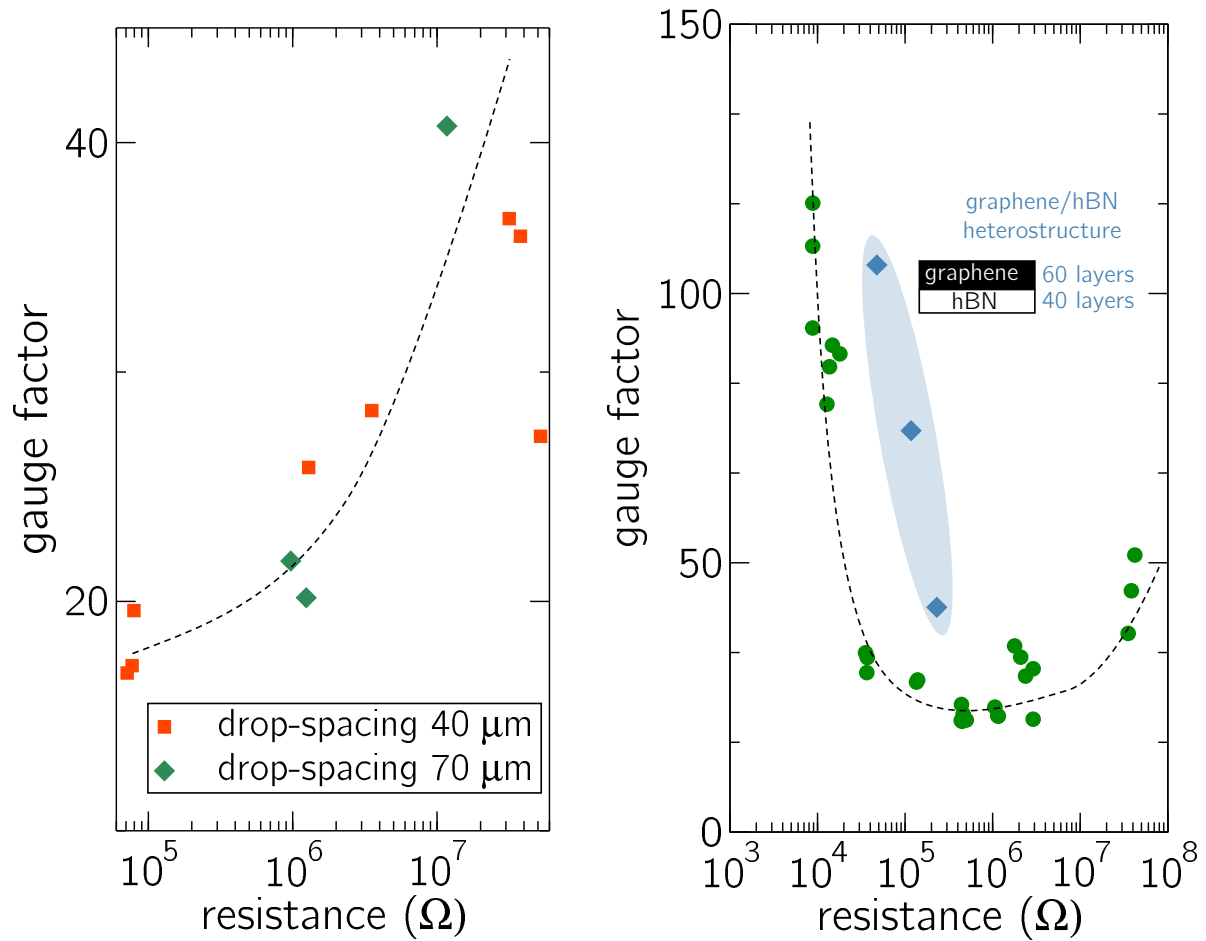 40
20
gauge factor
10^5 10^6 10^7
resistance (Ω)
drop-spacing 40 μm
drop-spacing 70 μm
150
100
50
0
gauge factor
10^3 10^4 10^5 10^6 10^7 10^8
resistance (Ω)
graphene/hBN
heterostructure
graphene 60 layers
hBN 40 layers